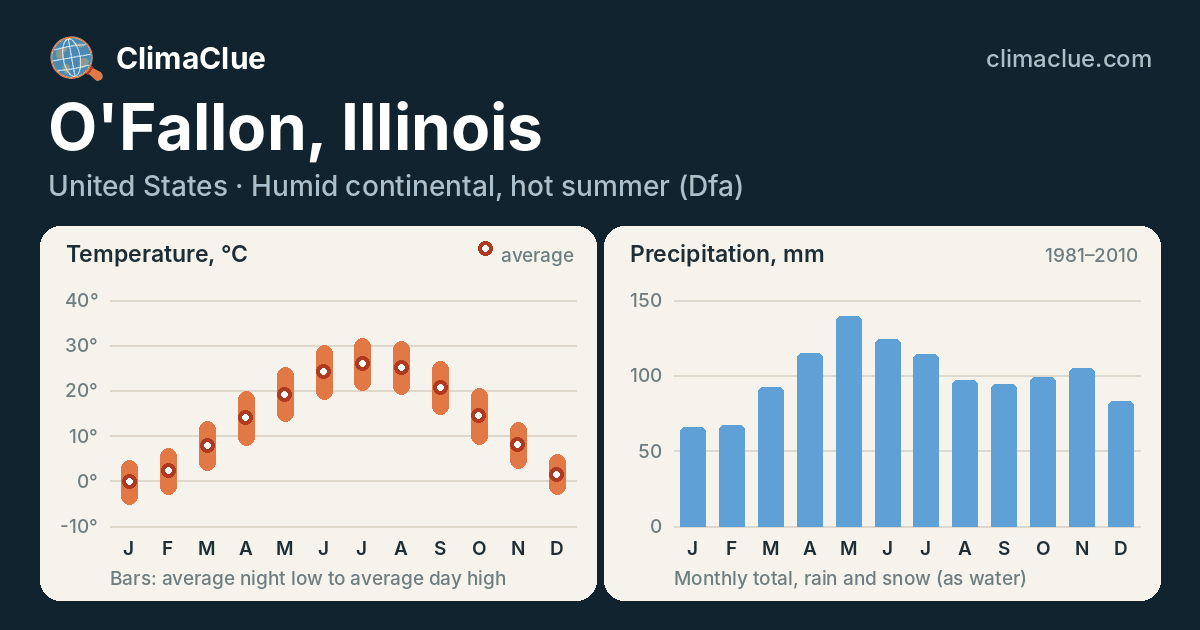 ClimaClue
climaclue.com
O'Fallon, Illinois
United States · Humid continental, hot summer (Dfa)
Temperature, °C
average
40°
30°
20°
10°
0°
-10°
J F M A M J J A S O N D
Bars: average night low to average day high
Precipitation, mm
1981–2010
150
100
50
0
J F M A M J J A S O N D
Monthly total, rain and snow (as water)